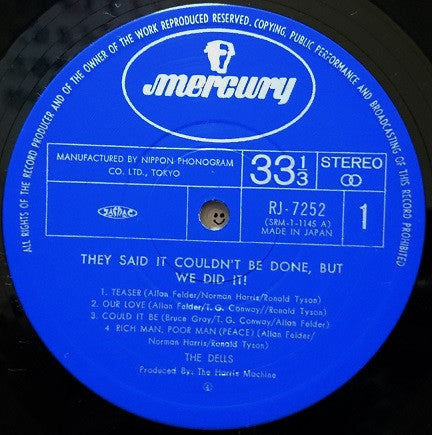 ALL RIGHTS OF THE RECORD PRODUCER AND OF THE OWNER OF THE WORK REPRODUCED RESERVED. COPYING, PUBLIC PERFORMANCE AND BROADCASTING OF THIS RECORD PROHIBITED
mercury
MANUFACTURED BY NIPPON PHONOGRAM
CO. LTD., TOKYO
33 1/3
STEREO
JASRAC
RJ-7252
(SRM-1-1145 A)
MADE IN JAPAN
1
THEY SAID IT COULDN'T BE DONE, BUT
WE DID IT!
1. TEASER (Allan Felder/Norman Harris/Ronald Tyson)
2. OUR LOVE (Allan Felder/T. G. Conway//Ronald Tyson)
3. COULD IT BE (Bruce Gray/T. G. Conway/Allan Felder)
4. RICH MAN, POOR MAN (PEACE) (Allan Felder/
Norman Harris/Ronald Tyson)
THE DELLS
Produced By: The Harris Machine